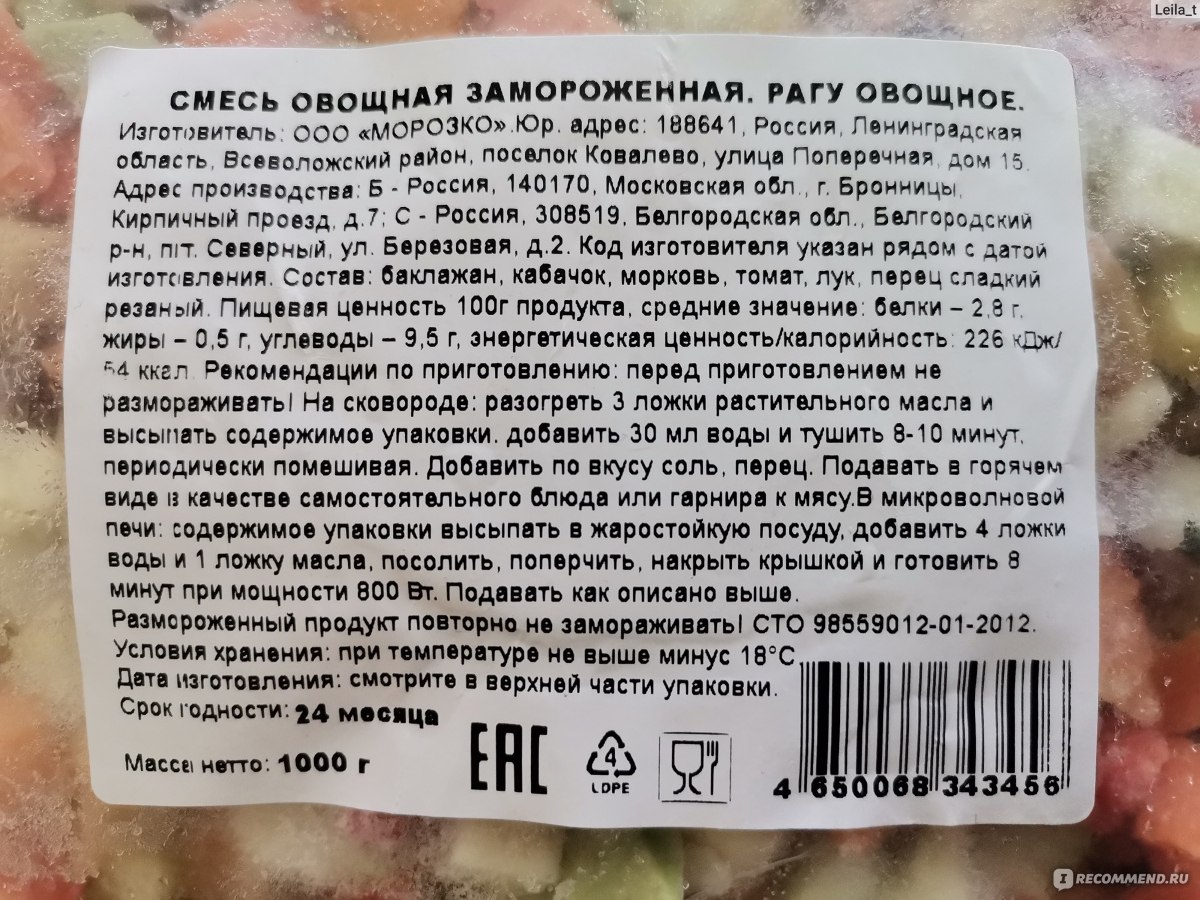 Leila_t
СМЕСЬ ОВОЩНАЯ ЗАМОРОЖЕННАЯ. РАГУ ОВОЩНОЕ.
Изготовитель: ООО «МОРОЗКО».Юр. адрес: 188641, Россия, Ленинградская
область, Всеволожский район, поселок Ковалево, улица Поперечная, дом 15.
Адрес производства: Б - Россия, 140170, Московская обл., г. Бронницы,
Кирпичный проезд, д.7; С - Россия, 308519, Белгородская обл., Белгородский
р-н, пгт. Северный, ул. Березовая, д.2. Код изготовителя указан рядом с датой
изготовления. Состав: баклажан, кабачок, морковь, томат, лук, перец сладкий
резаный. Пищевая ценность 100г продукта, средние значение: белки – 2,8 г,
жиры – 0,5 г, углеводы – 9,5 г, энергетическая ценность/калорийность: 226 кДж/
54 ккал. Рекомендации по приготовлению: перед приготовлением не
размораживать! На сковороде: разогреть 3 ложки растительного масла и
высыпать содержимое упаковки. добавить 30 мл воды и тушить 8-10 минут,
периодически помешивая. Добавить по вкусу соль, перец. Подавать в горячем
виде в качестве самостоятельного блюда или гарнира к мясу.В микроволновой
печи: содержимое упаковки высыпать в жаростойкую посуду, добавить 4 ложки
воды и 1 ложку масла, посолить, поперчить, накрыть крышкой и готовить 8
минут при мощности 800 Вт. Подавать как описано выше.
Размороженный продукт повторно не замораживать! СТО 98559012-01-2012.
Условия хранения: при температуре не выше минус 18°С.
Дата изготовления: смотрите в верхней части упаковки.
Срок годности: 24 месяца
Масса нетто: 1000 г
EAC
4
LDPE
4 650068 343456
IRECOMMEND.RU